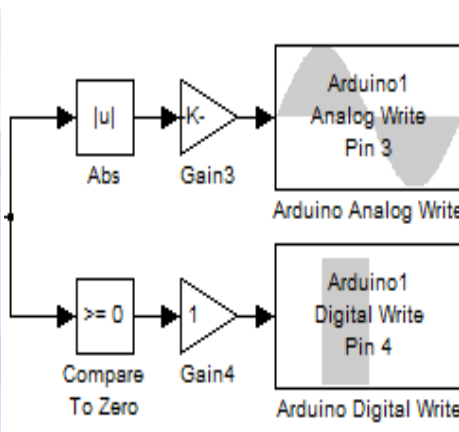 |u|
Abs
-K-
Gain3
Arduino1
Analog Write
Pin 3
Arduino Analog Write
>= 0
Compare
To Zero
1
Gain4
Arduino1
Digital Write
Pin 4
Arduino Digital Write